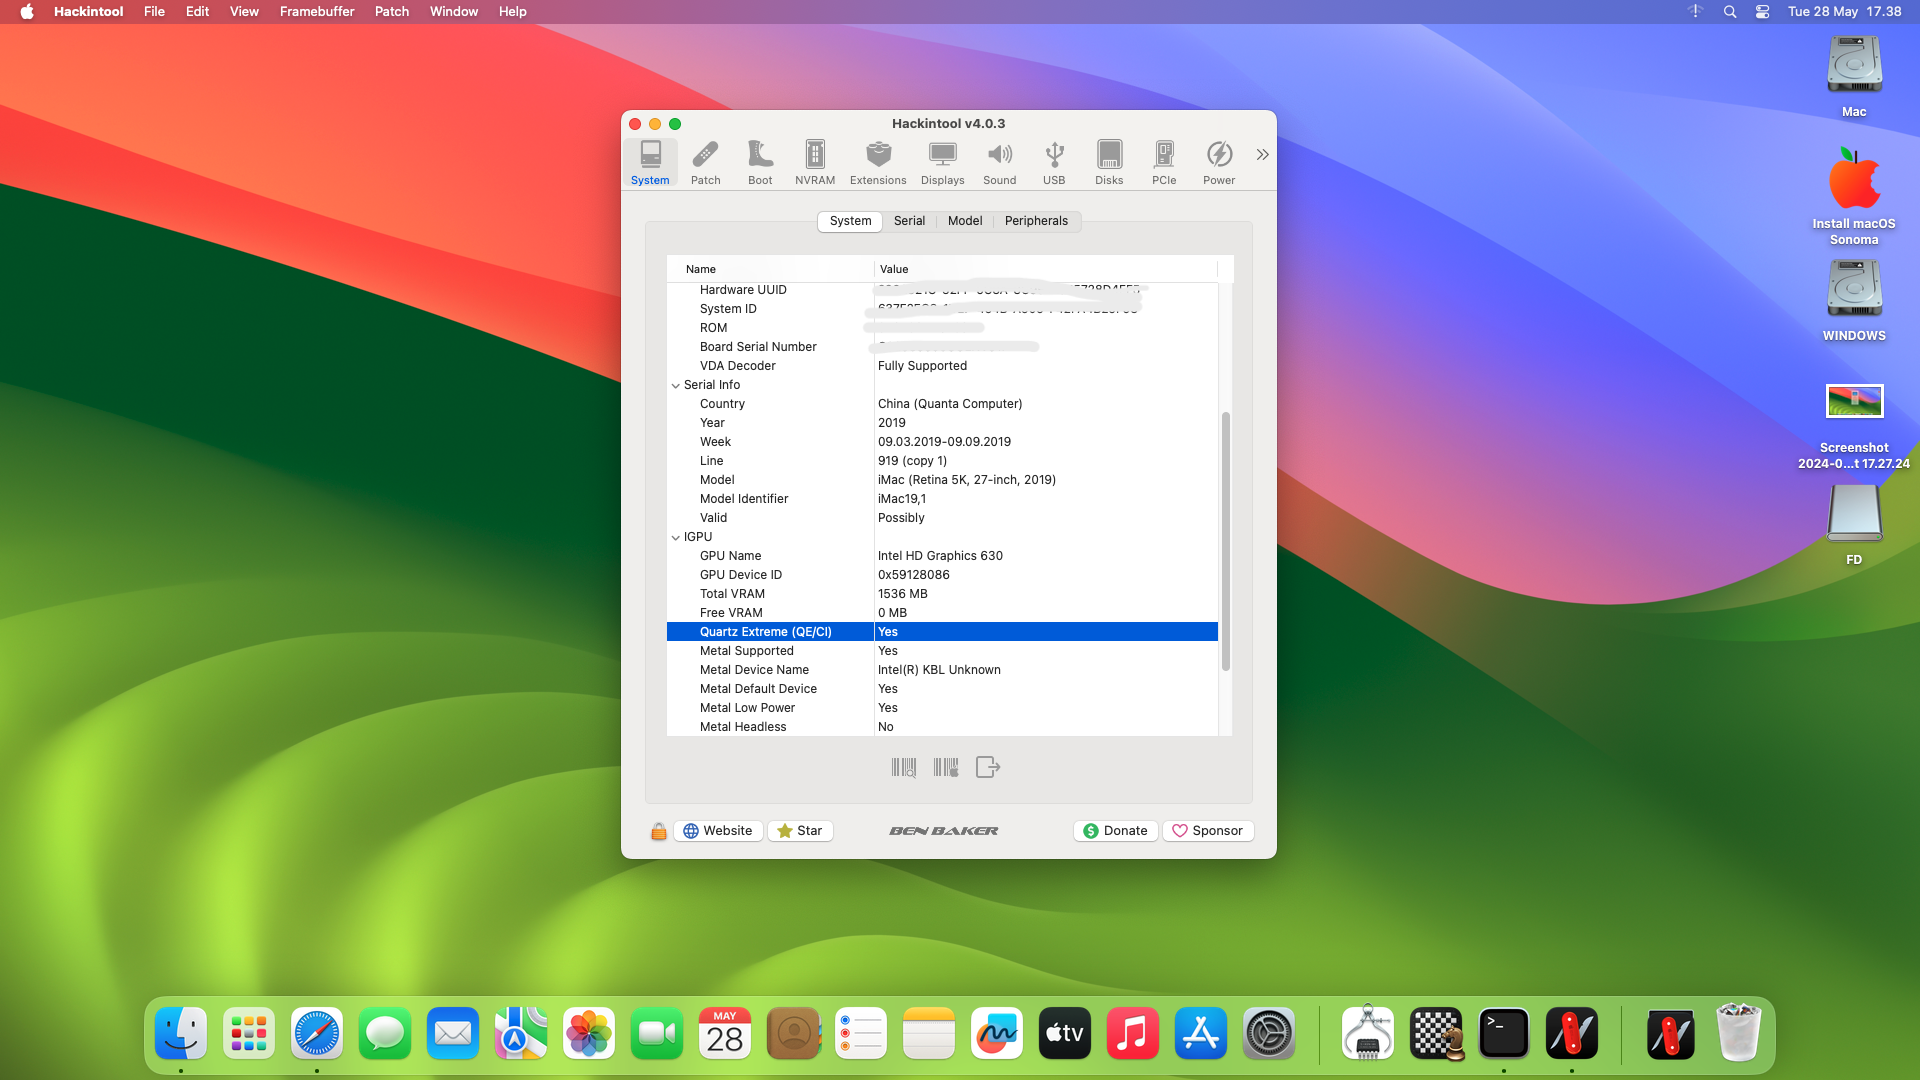 Hackintool File Edit View Framebuffer Patch Window Help Tue 28 May 17.38
Hackintool v4.0.3
System Patch Boot NVRAM Extensions Displays Sound USB Disks PCIe Power
System Serial Model Peripherals
Name Value
Hardware UUID
System ID
ROM
Board Serial Number
VDA Decoder Fully Supported
Serial Info
Country China (Quanta Computer)
Year 2019
Week 09.03.2019-09.09.2019
Line 919 (copy 1)
Model iMac (Retina 5K, 27-inch, 2019)
Model Identifier iMac19,1
Valid Possibly
IGPU
GPU Name Intel HD Graphics 630
GPU Device ID 0x59128086
Total VRAM 1536 MB
Free VRAM 0 MB
Quartz Extreme (QE/CI) Yes
Metal Supported Yes
Metal Device Name Intel(R) KBL Unknown
Metal Default Device Yes
Metal Low Power Yes
Metal Headless No
Website Star BEN BAKER Donate Sponsor
Mac
Install macOS
Sonoma
WINDOWS
Screenshot
2024-0...t 17.27.24
FD
MAY
28
tv